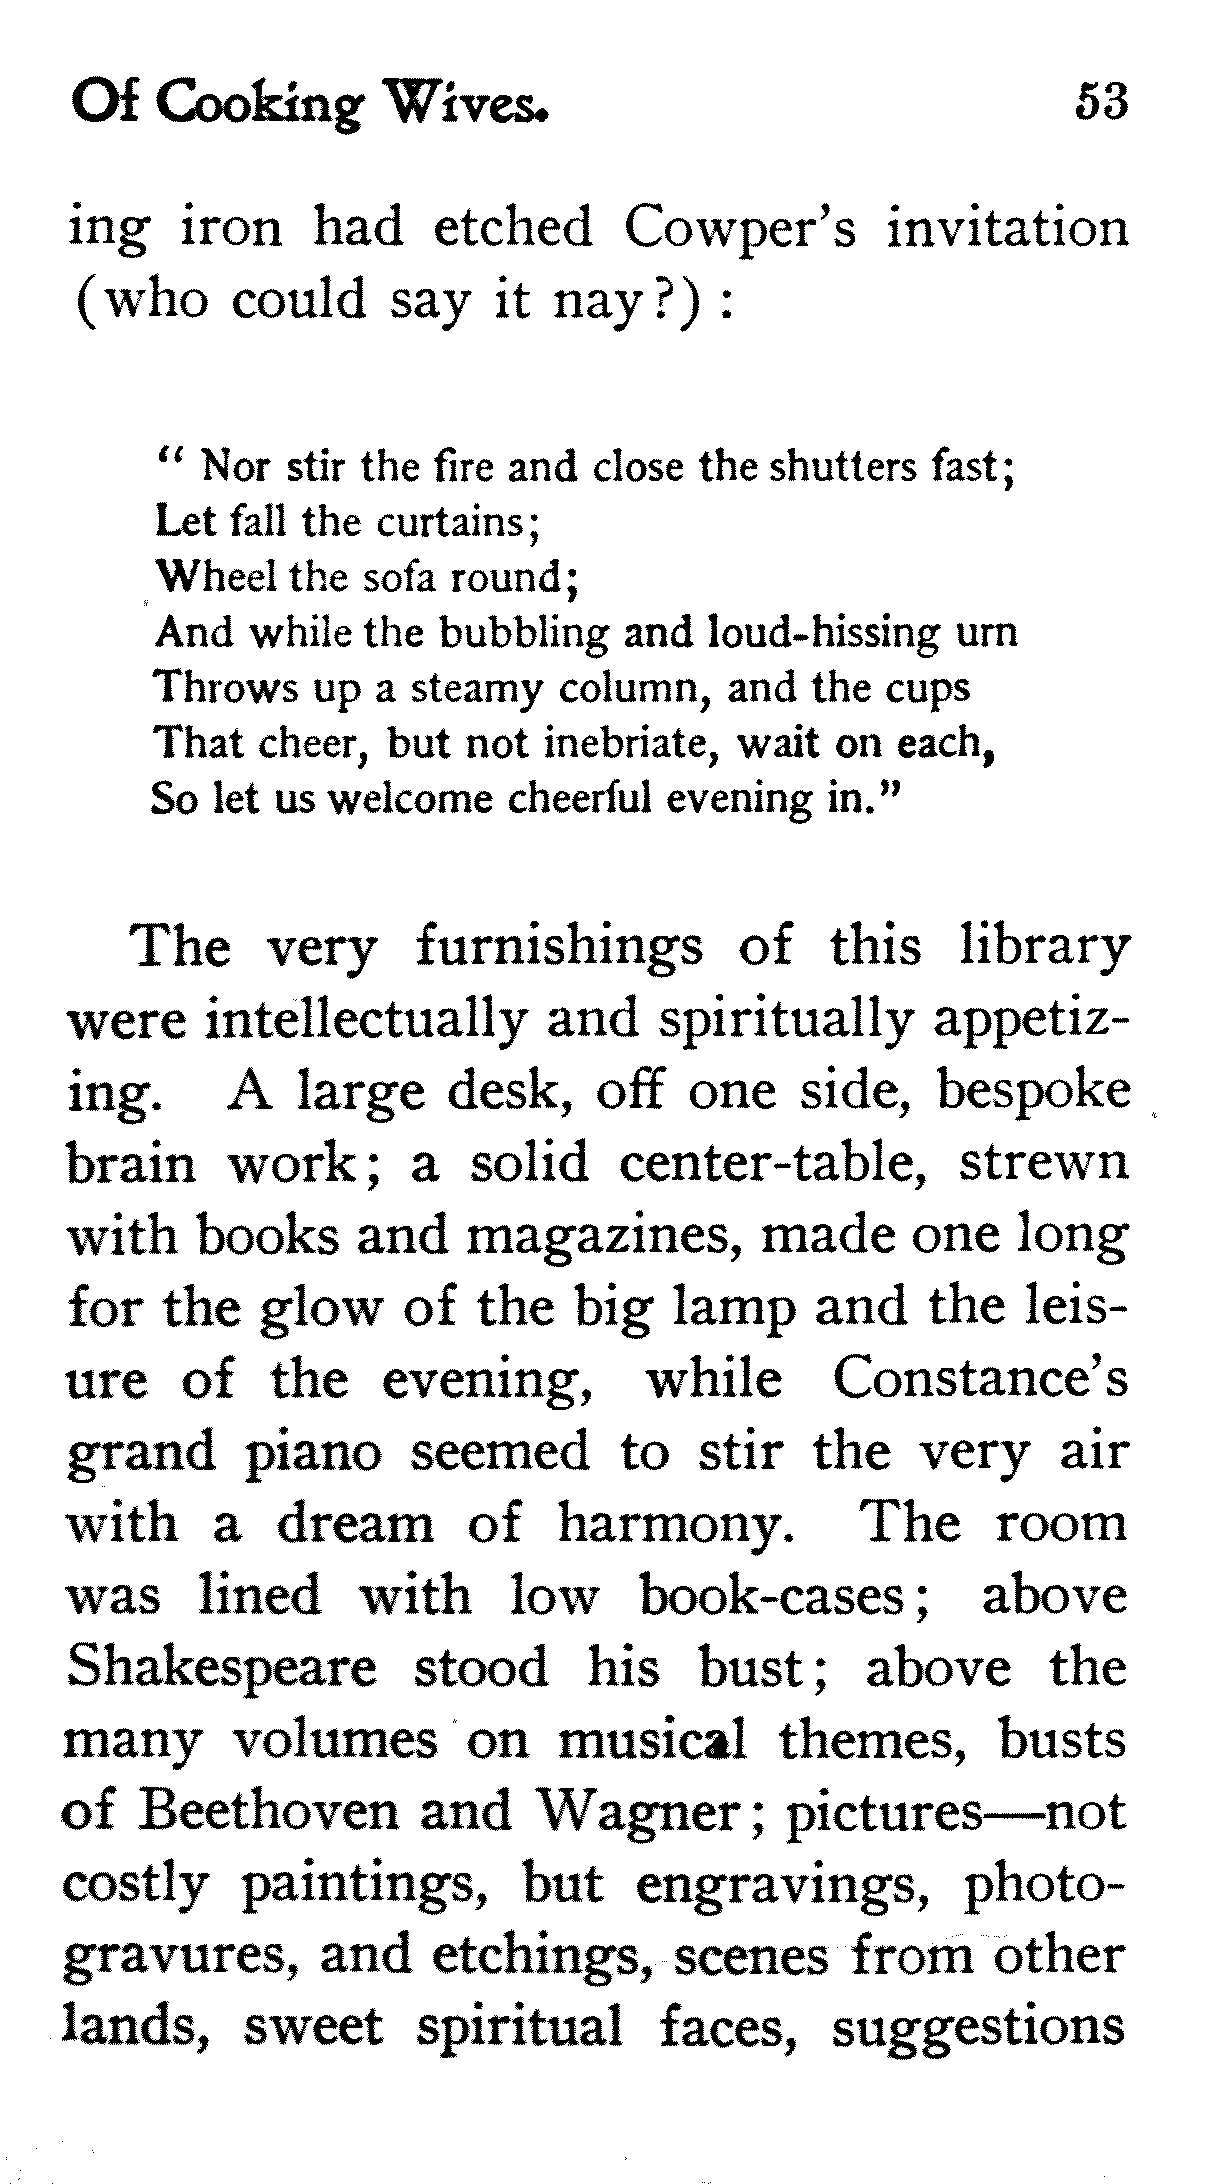 Of Cooking Wives. 53
ing iron had etched Cowper's invitation
(who could say it nay?) :
“ Nor stir the fire and close the shutters fast;
Let fall the curtains;
Wheel the sofa round;
And while the bubbling and loud-hissing urn
Throws up a steamy column, and the cups
That cheer, but not inebriate, wait on each,
So let us welcome cheerful evening in.”
The very furnishings of this library
were intellectually and spiritually appetiz-
ing. A large desk, off one side, bespoke
brain work; a solid center-table, strewn
with books and magazines, made one long
for the glow of the big lamp and the leis-
ure of the evening, while Constance's
grand piano seemed to stir the very air
with a dream of harmony. The room
was lined with low book-cases; above
Shakespeare stood his bust; above the
many volumes on musical themes, busts
of Beethoven and Wagner; pictures—not
costly paintings, but engravings, photo-
gravures, and etchings, scenes from other
lands, sweet spiritual faces, suggestions